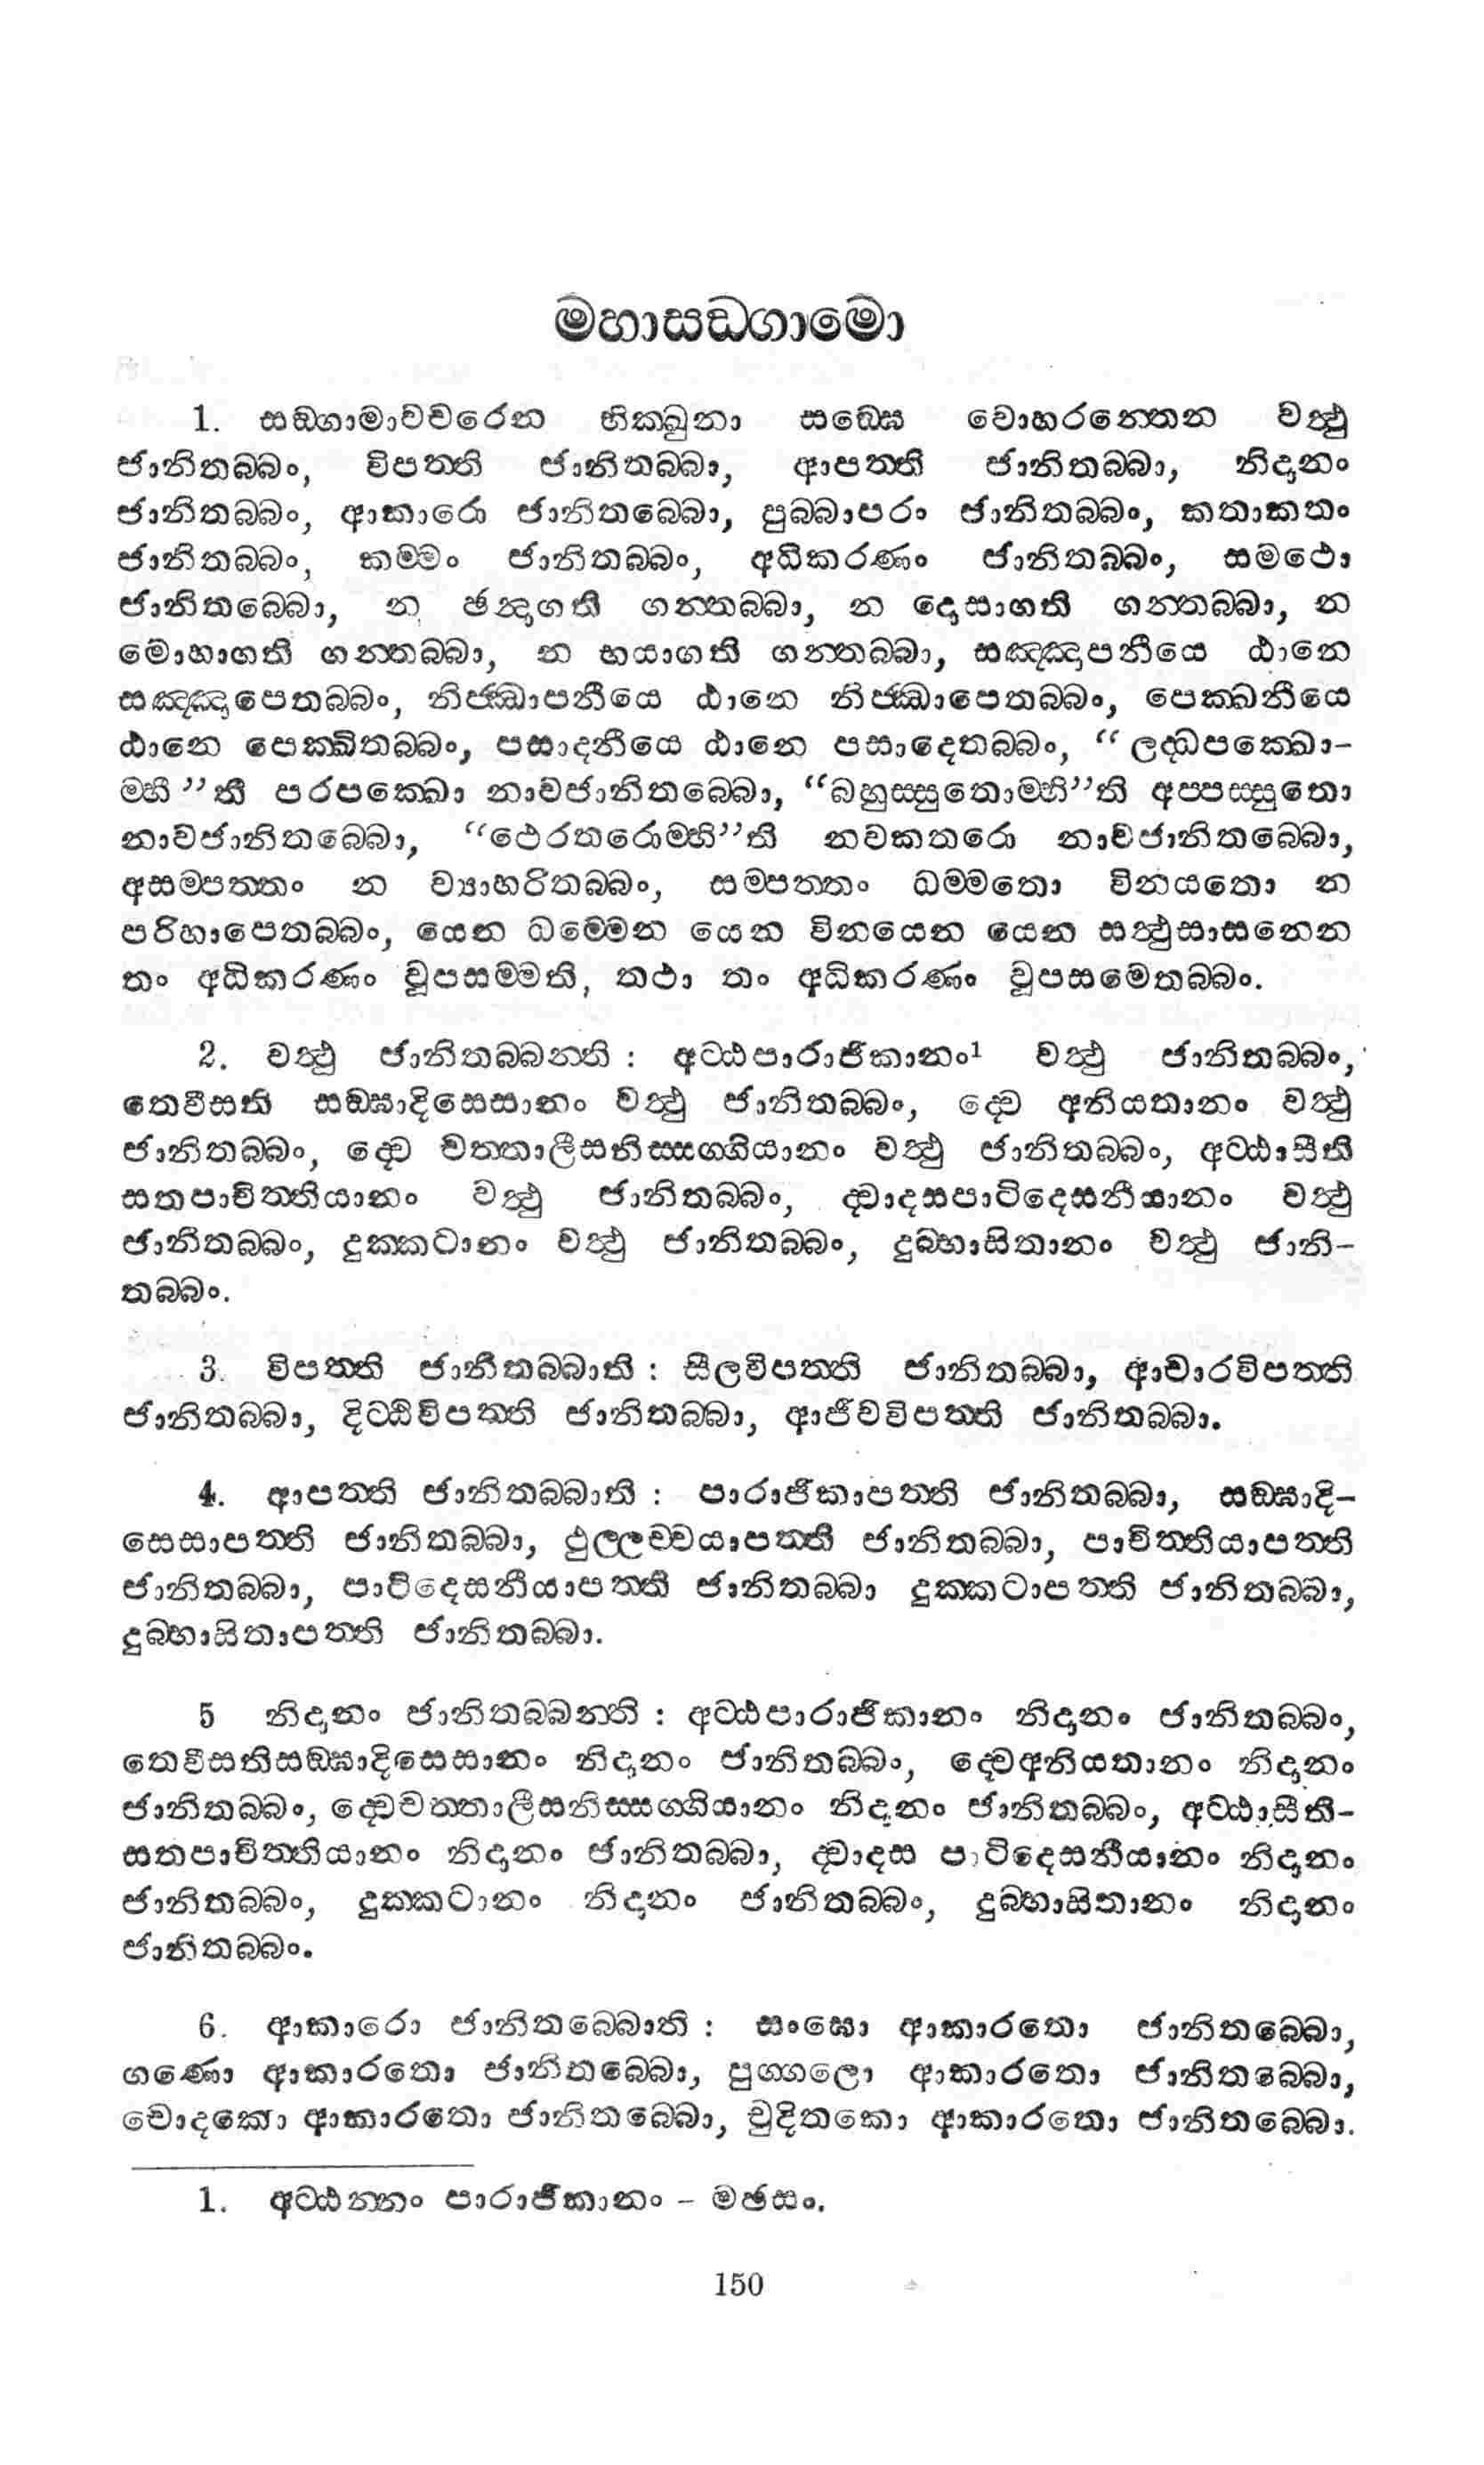 මහාසඞගාමො
1. සඞගාමාවචරෙන භික‍්ඛුනා සඞෙඝ වොහරනෙතන වත්‍ථු
ජානිතබ්බං, විපත‍්ති ජානිතබ්බා, ආපත‍්ති ජානිතබ්බා, නිදානං
ජානිතබ්බං, ආකාරො ජානිතබ්බො, පුබ්බාපරං ජානිතබ්බං, කතාකතං
ජානිතබ්බං, කම‍්මං ජානිතබ්බං, අධිකරණං ජානිතබ්බං, සමථො
ජානිතබ්බො, න ඡන්‍දාගති ගන‍්තබ්බා, න දොසාගති ගන‍්තබ්බා, න
මොහාගති ගන‍්තබ්බා, න භයාගති ගන‍්තබ්බා, සඤ‍්ඤාපනීයෙ ඨානෙ
සඤ‍්ඤාපෙතබ්බං, නිජ‍්ඣාපනීයෙ ඨානෙ නිජ‍්ඣාපෙතබ්බං, පෙක‍්ඛනීයෙ
ඨානෙ පෙක‍්ඛිතබ්බං, පසාදනීයෙ ඨානෙ පසාදෙතබ්බං, “ ලද්‍ධපක‍්ඛො-
ම‍්හී ”ති පරපක‍්ඛො නාවජානිතබ්බො, “බහුස‍්සුතොම‍්හි”ති අප‍්පස‍්සුතො
නාවජානිතබ්බො, “ථෙරතරොම‍්හි”ති නවකතරො නාවජානිතබ්බො,
අසම‍්පත‍්තං න ව්‍යාහරිතබ්බං, සම‍්පත‍්තං ධම‍්මතො විනයතො න
පරිහාපෙතබ්බං, යෙන ධම‍්මෙන යෙන විනයෙන යෙන සත්‍ථුසාසනෙන
තං අධිකරණං වූපසම‍්මති, තථා තං අධිකරණං වූපසමෙතබ්බං.
2. වත්‍ථු ජානිතබ්බන‍්ති : අට‍්ඨපාරාජිකානං¹ වත්‍ථු ජානිතබ්බං,
තෙවීසති සඞ‍්ඝාදිසෙසානං වත්‍ථු ජානිතබ්බං, ද්‍වෙ අනියතානං වත්‍ථු
ජානිතබ්බං, ද්‍වෙ චත‍්තාලීසනිස‍්සග‍්ගියානං වත්‍ථු ජානිතබ්බං, අට‍්ඨාසීති
සතපාචිත‍්තියානං වත්‍ථු ජානිතබ්බං, ද්‍වාදසපාටිදෙසනීයානං වත්‍ථු
ජානිතබ්බං, දුක‍්කටානං වත්‍ථු ජානිතබ්බං, දුබ‍්භාසිතානං වත්‍ථු ජානි-
තබ්බං.
3. විපත‍්ති ජානිතබ්බාති : සීලවිපත‍්ති ජානිතබ්බා, ආචාරවිපත‍්ති
ජානිතබ්බා, දිට‍්ඨිවිපත‍්ති ජානිතබ්බා, ආජීවවිපත‍්ති ජානිතබ්බා.
4. ආපත‍්ති ජානිතබ්බාති : පාරාජිකාපත‍්ති ජානිතබ්බා, සඞ‍්ඝාදි-
සෙසාපත‍්ති ජානිතබ්බා, ථුල‍්ලච‍්චයාපත‍්ති ජානිතබ්බා, පාචිත‍්තියාපත‍්ති
ජානිතබ්බා, පාටිදෙසනීයාපත‍්ති ජානිතබ්බා දුක‍්කටාපත‍්ති ජානිතබ්බා,
දුබ‍්භාසිතාපත‍්ති ජානිතබ්බා.
5 නිදානං ජානිතබ්බන‍්ති : අට‍්ඨපාරාජිකානං නිදානං ජානිතබ්බං,
තෙවීසතිසඞ‍්ඝාදිසෙසානං නිදානං ජානිතබ්බං, ද්‍වෙඅනියතානං නිදානං
ජානිතබ්බං, ද්‍වෙචත‍්තාලීසනිස‍්සග‍්ගියානං නිදානං ජානිතබ්බං, අට‍්ඨාසීති-
සතපාචිත‍්තියානං නිදානං ජානිතබ්බා, ද්‍වාදස පාටිදෙසනීයානං නිදානං
ජානිතබ්බං, දුක‍්කටානං නිදානං ජානිතබ්බං, දුබ‍්භාසිතානං නිදානං
ජානිතබ්බං.
6. ආකාරො ජානිතබ්බොති : සංඝො ආකාරතො ජානිතබ්බො,
ගණො ආකාරතො ජානිතබ්බො, පුග‍්ගලො ආකාරතො ජානිතබ්බො,
චොදකො ආකාරතො ජානිතබ්බො, චුදිතකො ආකාරතො ජානිතබ්බො.
1. අට‍්ඨන‍්නං පාරාජිකානං - මඡසං.
150